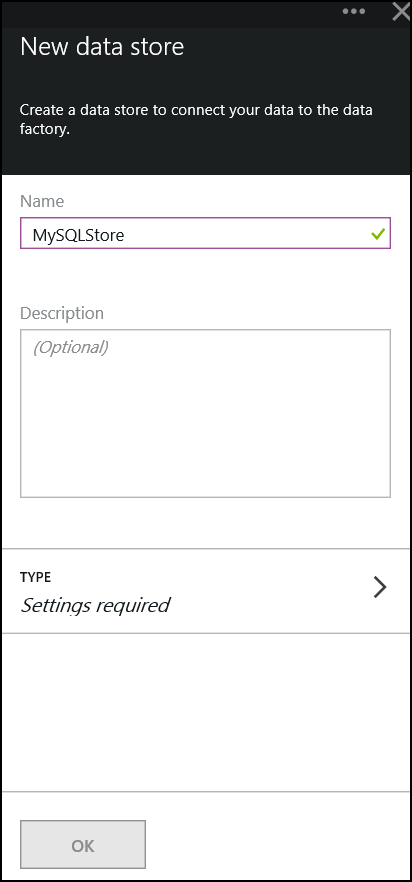 New data store
Create a data store to connect your data to the data
factory.
Name
MySQLStore
Description
(Optional)
TYPE
Settings required
OK